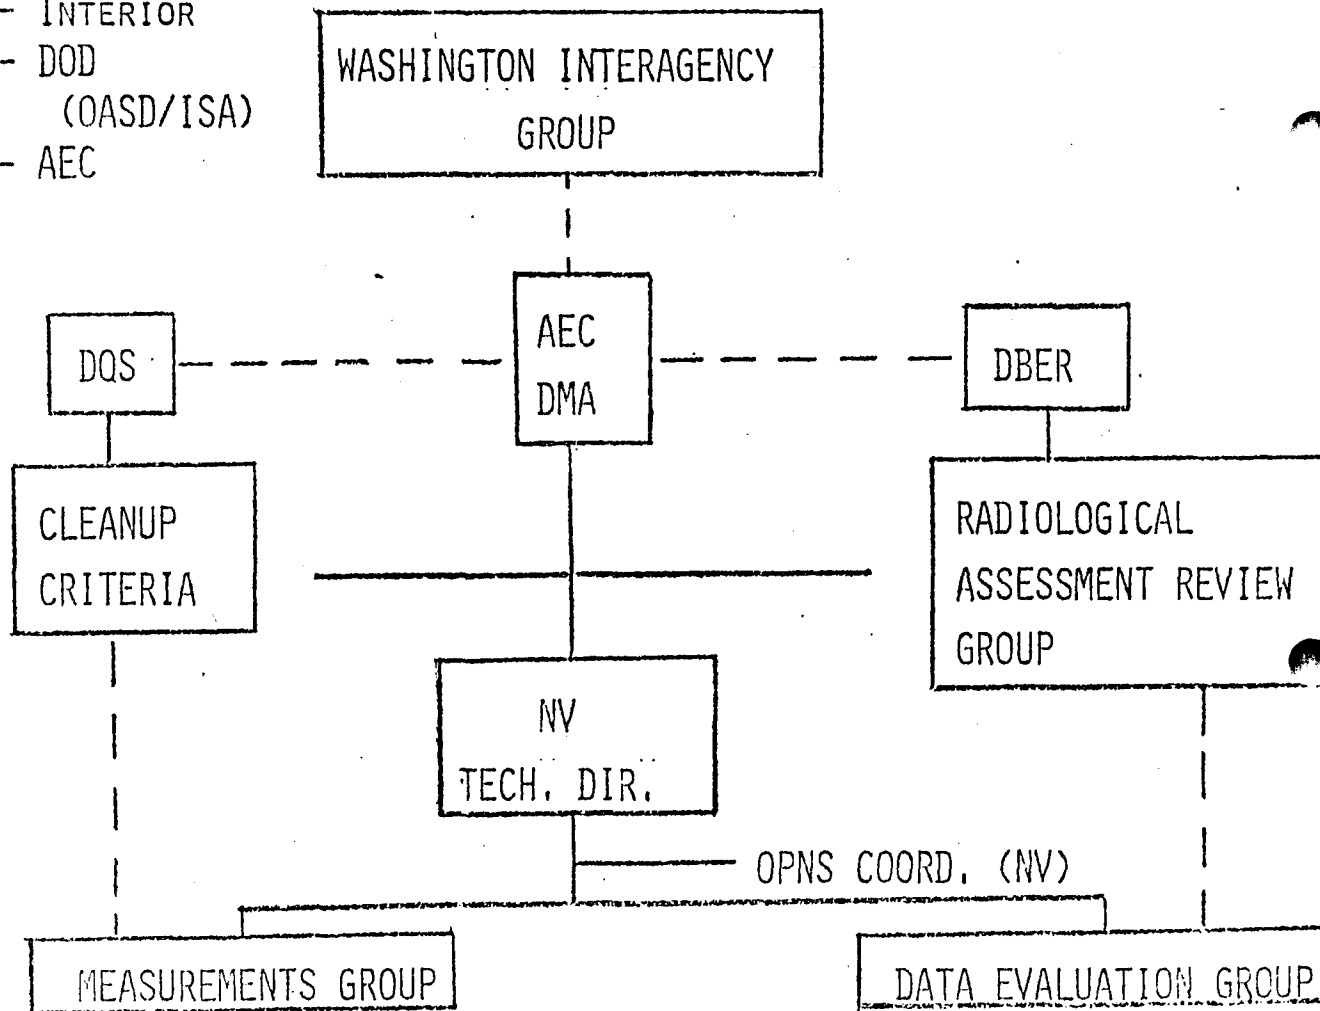 - INTERIOR
- DOD
(OASD/ISA)
- AEC
WASHINGTON INTERAGENCY
GROUP
DOS
AEC
DMA
DBER
CLEANUP
CRITERIA
RADIOLOGICAL
ASSESSMENT REVIEW
GROUP
NV
TECH. DIR.
OPNS COORD. (NV)
MEASUREMENTS GROUP
DATA EVALUATION GROUP